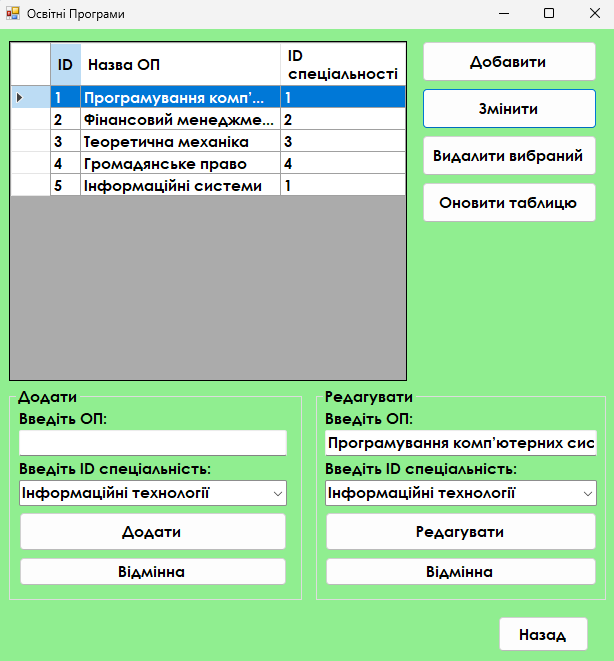 Освітні Програми
ID Назва ОП ID спеціальності
1 Програмування комп'... 1
2 Фінансовий менеджме... 2
3 Теоретична механіка 3
4 Громадянське право 4
5 Інформаційні системи 1
Добавити
Змінити
Видалити вибраний
Оновити таблицю
Додати
Введіть ОП:
Введіть ID спеціальність:
Інформаційні технології
Додати
Відмінна
Редагувати
Введіть ОП:
Програмування комп'ютерних сис
Введіть ID спеціальність:
Інформаційні технології
Редагувати
Відмінна
Назад